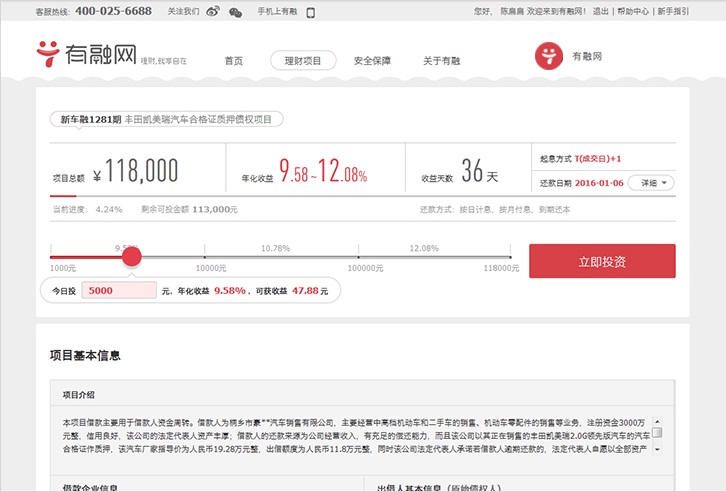 客服热线：400-025-6688 关注我们 手机上有融 您好， 陈扁扁 欢迎来到有融网! 退出 | 帮助中心 | 新手指引
有融网 理财,就享自在 首页 理财项目 安全保障 关于有融 有融网
新车融1281期 丰田凯美瑞汽车合格证质押债权项目
项目总额 ¥118,000 年化收益 9.58~12.08% 收益天数 36天 起息方式 T(成交日)+1
还款日期 2016-01-06 详细
当前进度： 4.24% 剩余可投金额 113,000元 还款方式：按日计息、按月付息、到期还本
10.78% 12.08%
1000元 10000元 100000元 118000元
立即投资
今日投 5000 元，年化收益 9.58%，可获收益 47.88 元
项目基本信息
项目介绍
本项目借款主要用于借款人资金周转。借款人为桐乡市豪**汽车销售有限公司，主要经营中高档机动车和二手车的销售、机动车零配件的销售等业务，注册资金3000万
元整，信用良好，该公司的法定代表人资产丰厚；借款人的还款来源为公司经营收入，有充足的偿还能力，而且该公司以其正在销售的丰田凯美瑞2.0G领先版汽车的汽车
合格证作质押，该汽车厂家指导价为人民币19.28万元整，出借额度为人民币11.8万元整，同时该公司法定代表人承诺若借款人逾期还款的，法定代表人自愿以全部资产
借款企业信息 出借人基本信息（原始债权人）